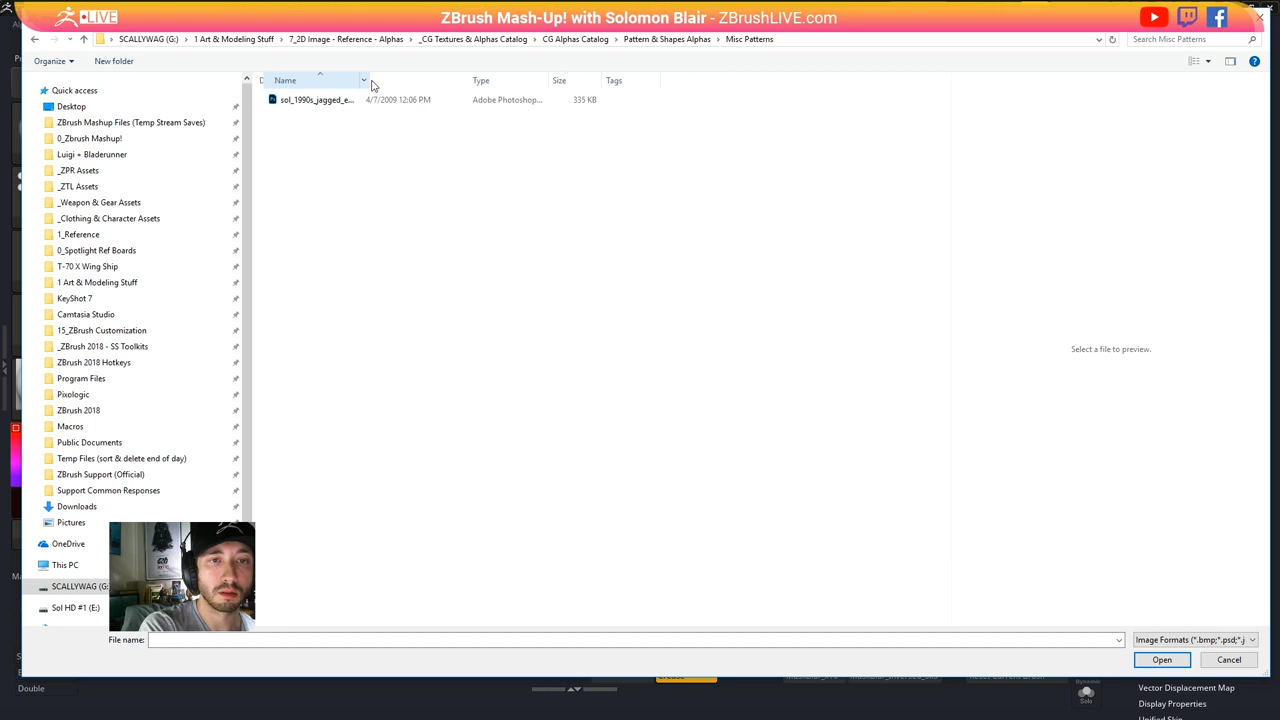 LIVE
ZBrush Mash-Up! with Solomon Blair - ZBrushLIVE.com
SCALLYWAG (G:) › 1 Art & Modeling Stuff › 7_2D Image - Reference - Alphas › _CG Textures & Alphas Catalog › CG Alphas Catalog › Pattern & Shapes Alphas › Misc Patterns
Search Misc Patterns
Organize
New folder
Name
Type
Size
Tags
sol_1990s_jagged_e...
4/7/2009 12:06 PM
Adobe Photoshop...
335 KB
Quick access
Desktop
ZBrush Mashup Files (Temp Stream Saves)
0_Zbrush Mashup!
Luigi + Bladerunner
_ZPR Assets
_ZTL Assets
_Weapon & Gear Assets
_Clothing & Character Assets
1_Reference
0_Spotlight Ref Boards
T-70 X Wing Ship
1 Art & Modeling Stuff
KeyShot 7
Camtasia Studio
15_ZBrush Customization
_ZBrush 2018 - SS Toolkits
ZBrush 2018 Hotkeys
Program Files
Pixologic
ZBrush 2018
Macros
Public Documents
Temp Files (sort & delete end of day)
ZBrush Support (Official)
Support Common Responses
Downloads
Pictures
OneDrive
This PC
SCALLYWAG (G:
Sol HD #1 (E:)
Select a file to preview.
File name:
Image Formats (*.bmp;*.psd;*.j
Open
Cancel
Double
Dynamic
Solo
Vector Displacement Map
Display Properties